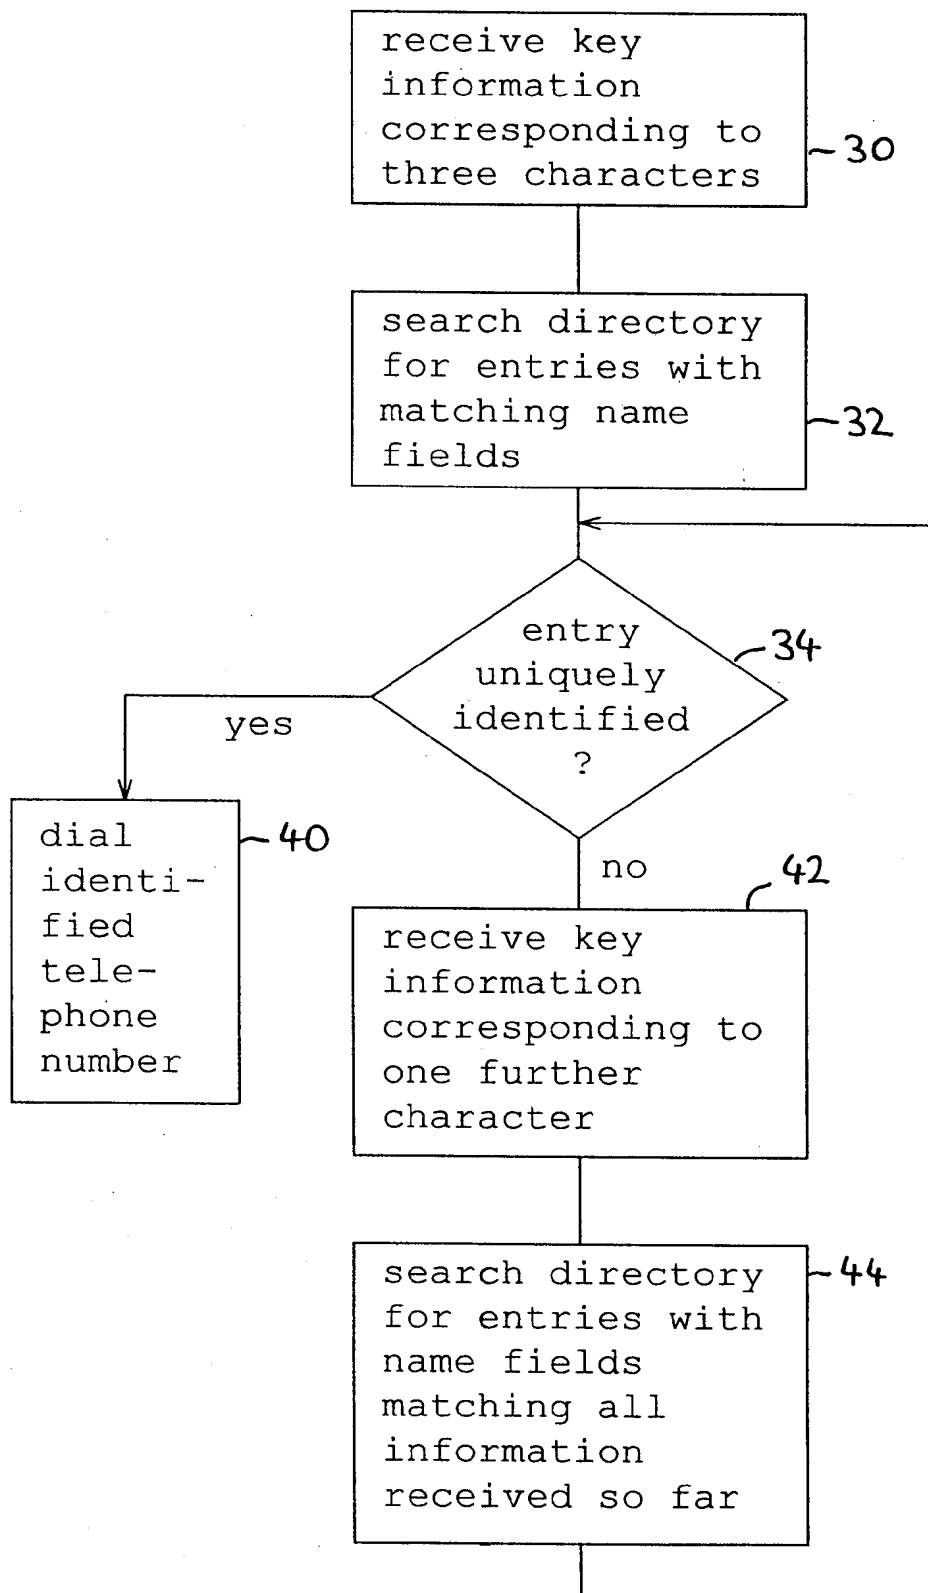 receive key
information
corresponding to
three characters
30
search directory
for entries with
matching name
fields
32
entry
uniquely
identified
?
34
yes
dial
identi-
fied
tele-
phone
number
40
no
42
receive key
information
corresponding to
one further
character
search directory
for entries with
name fields
matching all
information
received so far
44